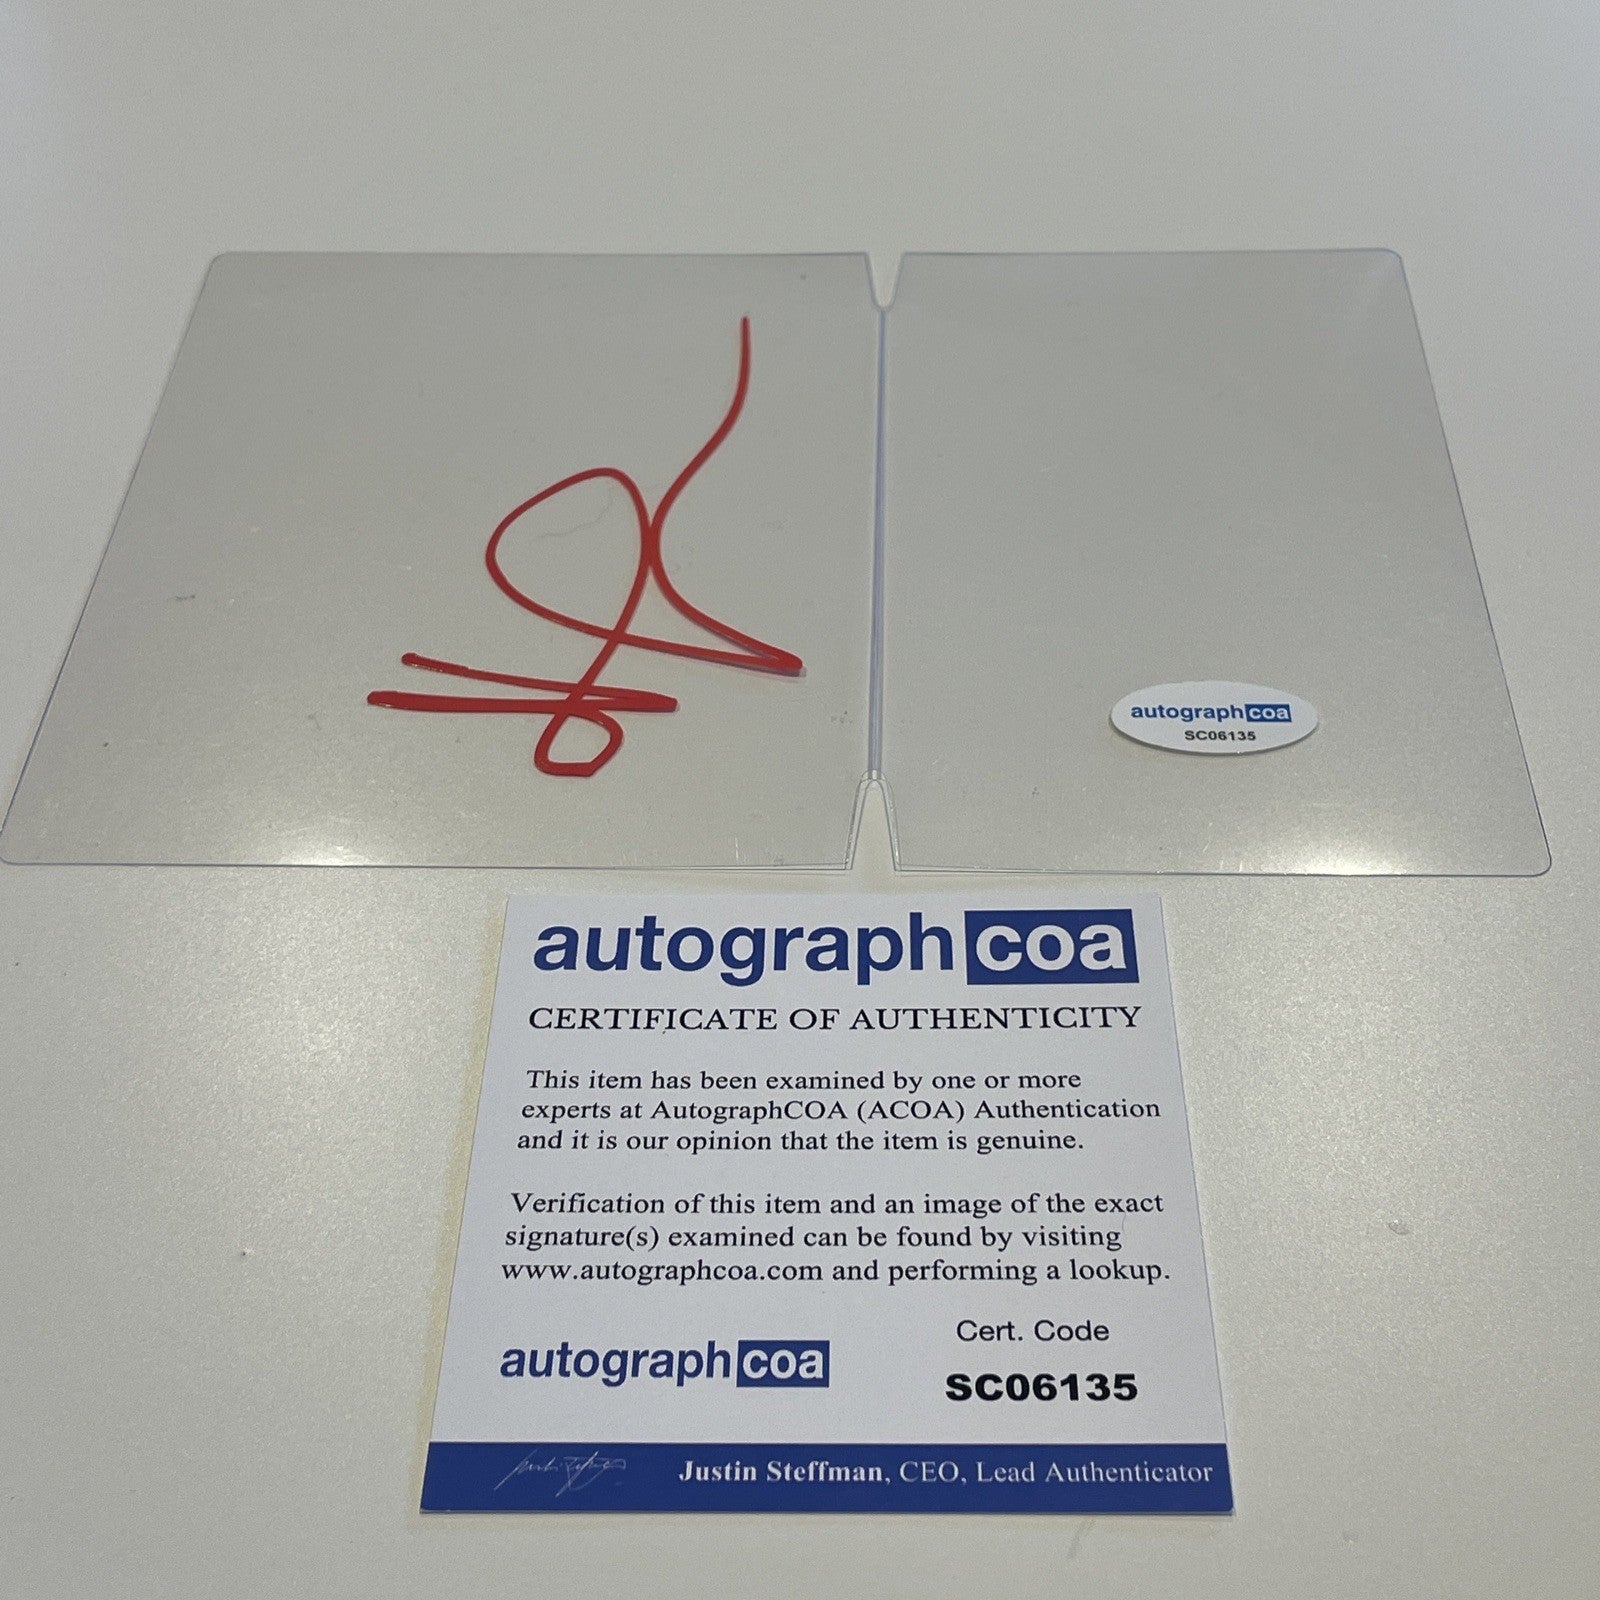 autographcoa
SC06135
autographcoa
CERTIFICATE OF AUTHENTICITY
This item has been examined by one or more
experts at AutographCOA (ACOA) Authentication
and it is our opinion that the item is genuine.
Verification of this item and an image of the exact
signature(s) examined can be found by visiting
www.autographcoa.com and performing a lookup.
Cert. Code
autographcoa
SC06135
Justin Steffman, CEO, Lead Authenticator